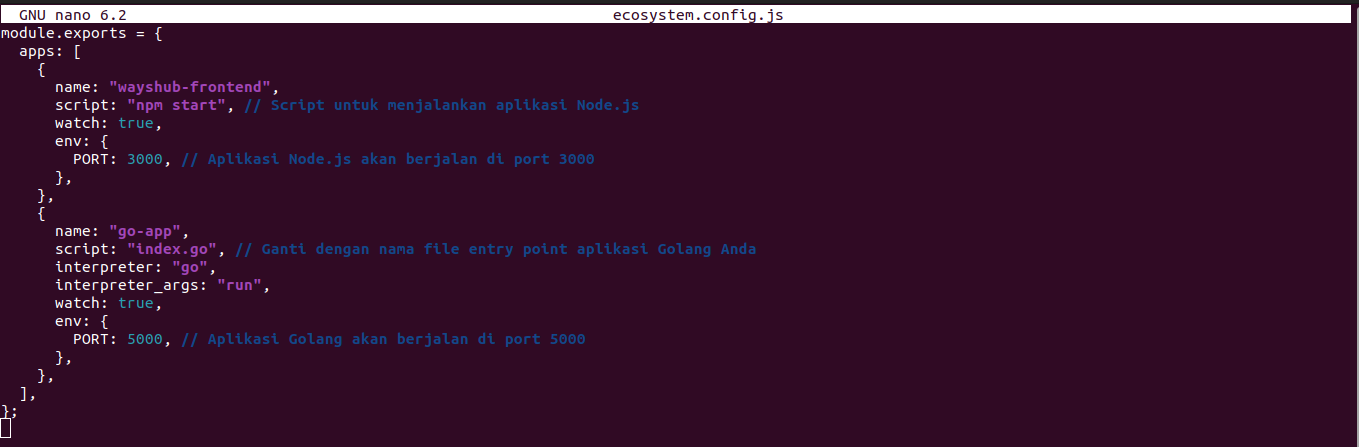 GNU nano 6.2 ecosystem.config.js
module.exports = {
  apps: [
    {
      name: "wayshub-frontend",
      script: "npm start", // Script untuk menjalankan aplikasi Node.js
      watch: true,
      env: {
        PORT: 3000, // Aplikasi Node.js akan berjalan di port 3000
      },
    },
    {
      name: "go-app",
      script: "index.go", // Ganti dengan nama file entry point aplikasi Golang Anda
      interpreter: "go",
      interpreter_args: "run",
      watch: true,
      env: {
        PORT: 5000, // Aplikasi Golang akan berjalan di port 5000
      },
    },
  ],
};